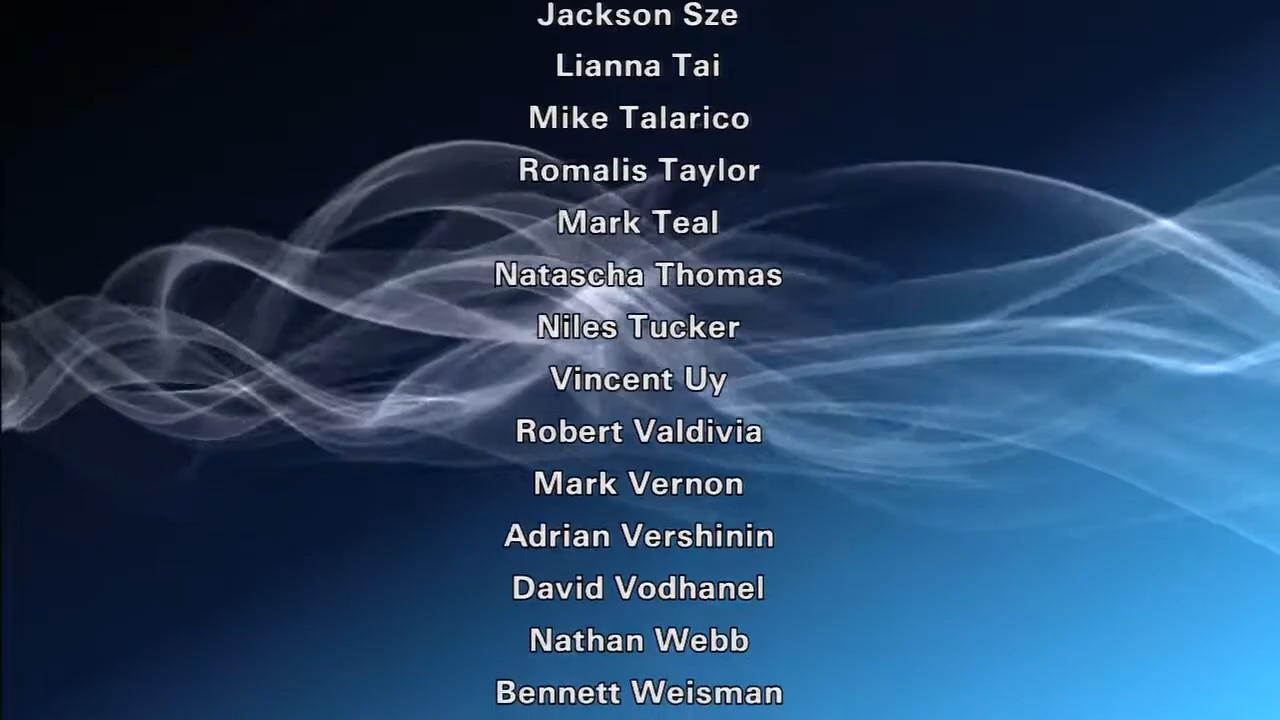 Jackson Sze
Lianna Tai
Mike Talarico
Romalis Taylor
Mark Teal
Natascha Thomas
Niles Tucker
Vincent Uy
Robert Valdivia
Mark Vernon
Adrian Vershinin
David Vodhanel
Nathan Webb
Bennett Weisman